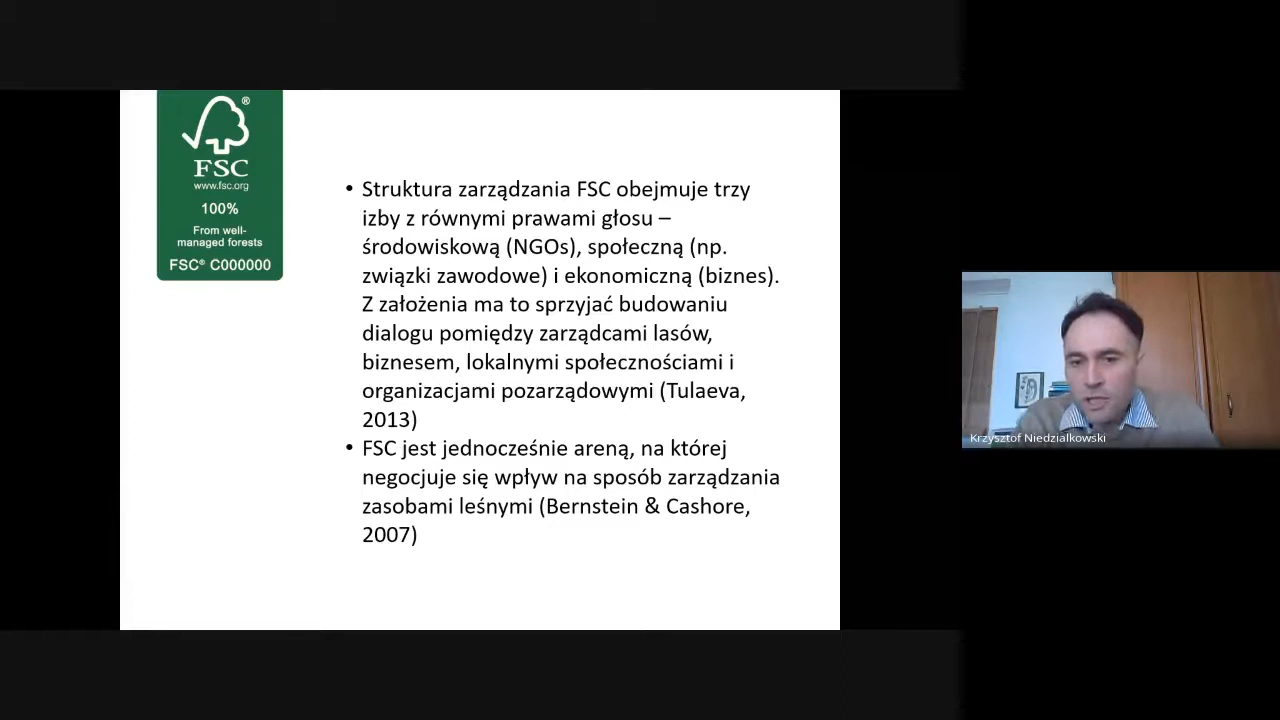 ®
FSC
www.fsc.org
100%
From well-
managed forests
FSC® C000000
• Struktura zarządzania FSC obejmuje trzy
izby z równymi prawami głosu –
środowiskową (NGOs), społeczną (np.
związki zawodowe) i ekonomiczną (biznes).
Z założenia ma to sprzyjać budowaniu
dialogu pomiędzy zarządcami lasów,
biznesem, lokalnymi społecznościami i
organizacjami pozarządowymi (Tulaeva,
2013)
• FSC jest jednocześnie areną, na której
negocjuje się wpływ na sposób zarządzania
zasobami leśnymi (Bernstein & Cashore,
2007)
Krzysztof Niedzialkowski